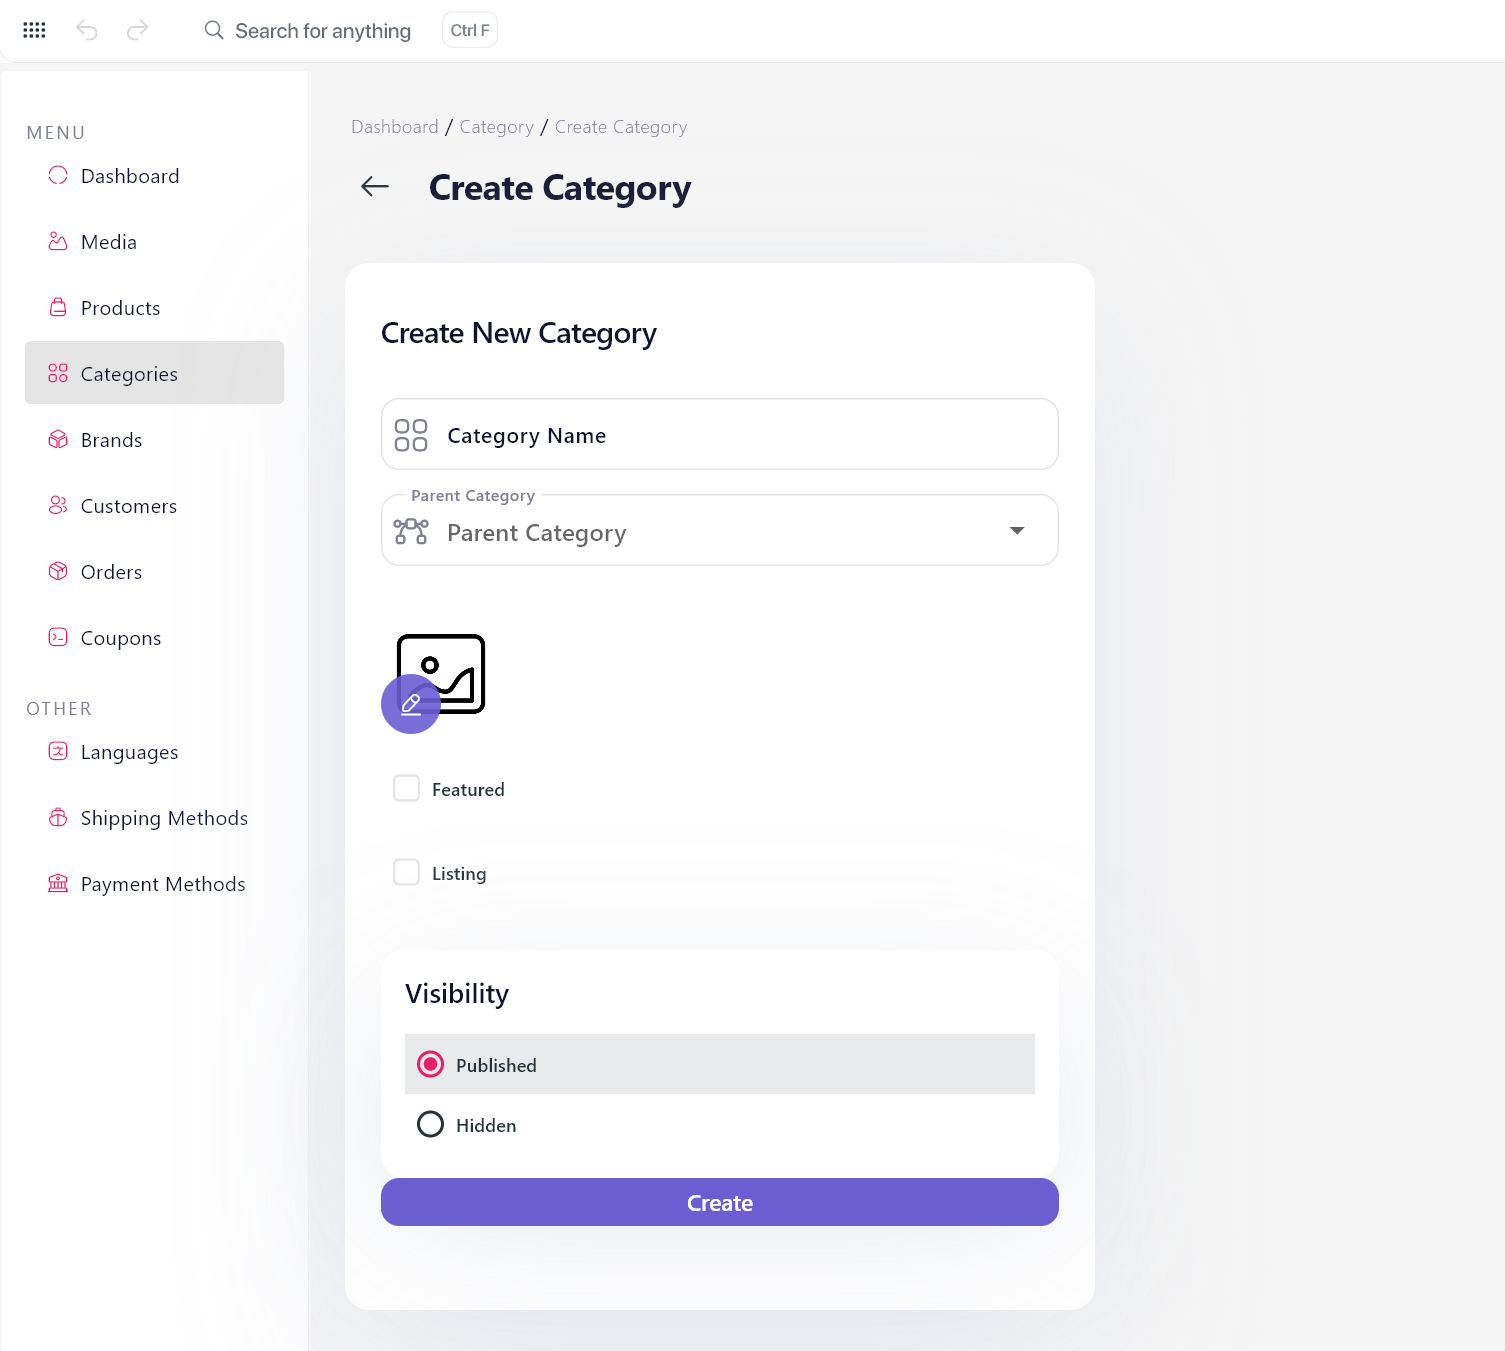 Search for anything Ctrl F
MENU
Dashboard
Media
Products
Categories
Brands
Customers
Orders
Coupons
OTHER
Languages
Shipping Methods
Payment Methods
Dashboard / Category / Create Category
Create Category
Create New Category
Category Name
Parent Category
Parent Category
Featured
Listing
Visibility
Published
Hidden
Create